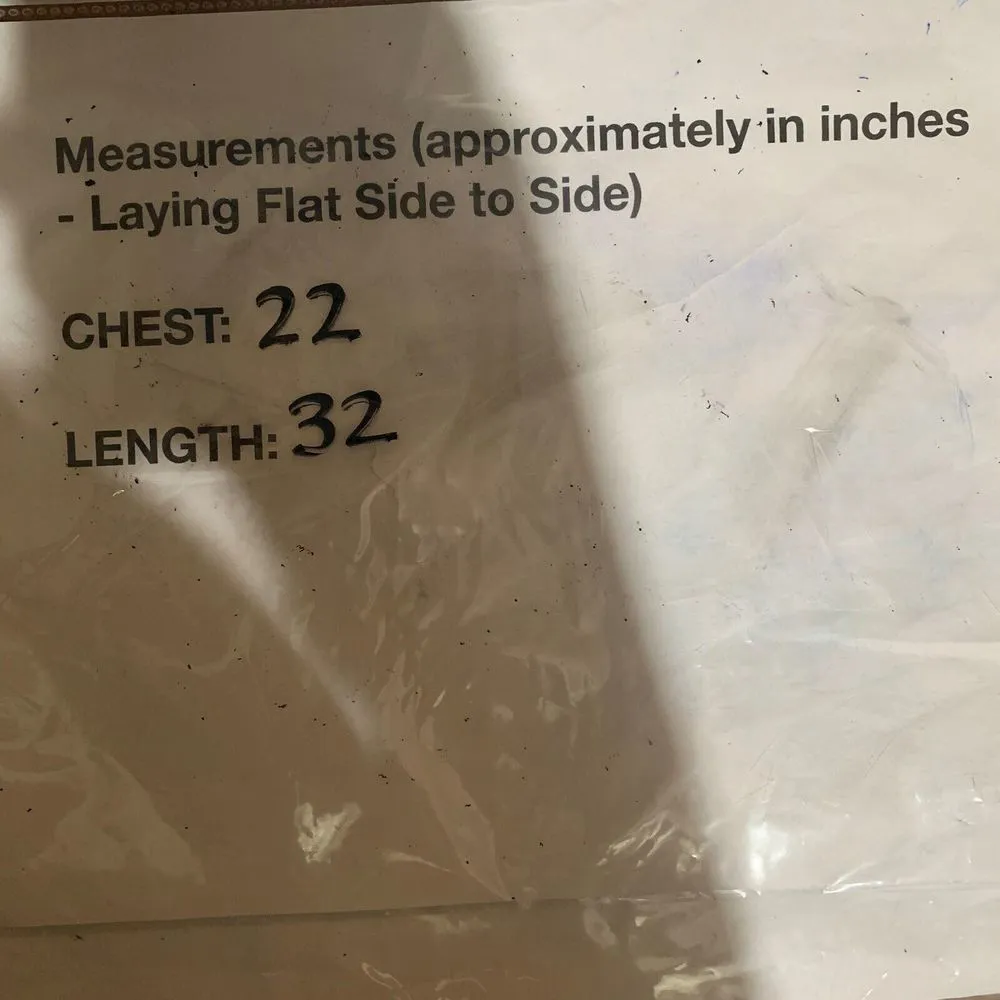 Measurements (approximately in inches
- Laying Flat Side to Side)
CHEST: 22
LENGTH: 32